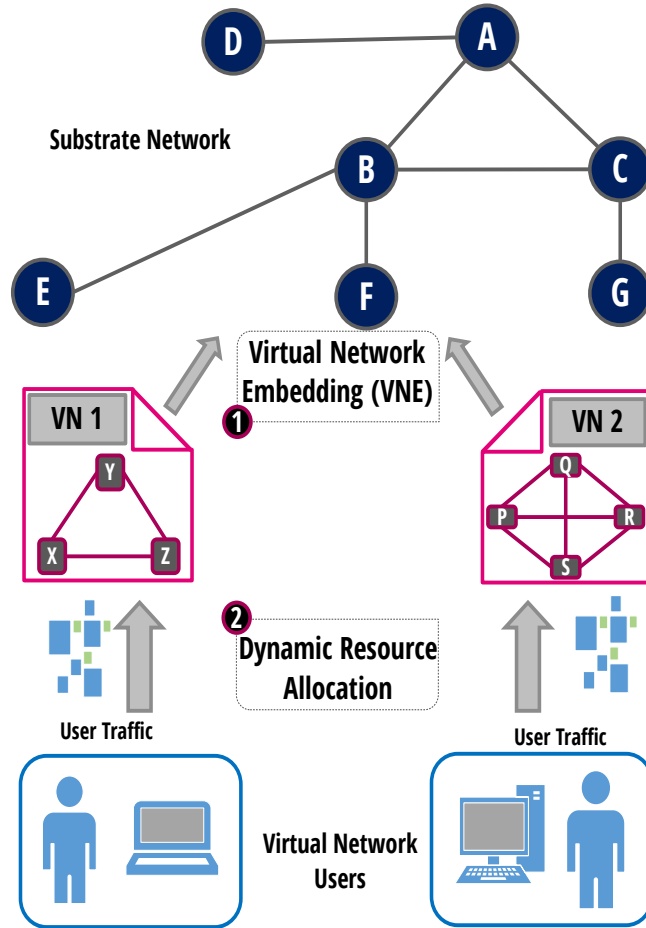 A
D
Substrate Network
B
C
E
F
G
Virtual Network
Embedding (VNE)
1
VN 1
VN 2
Y
Q
P
R
X
Z
S
2
Dynamic Resource
Allocation
User Traffic
User Traffic
Virtual Network
Users